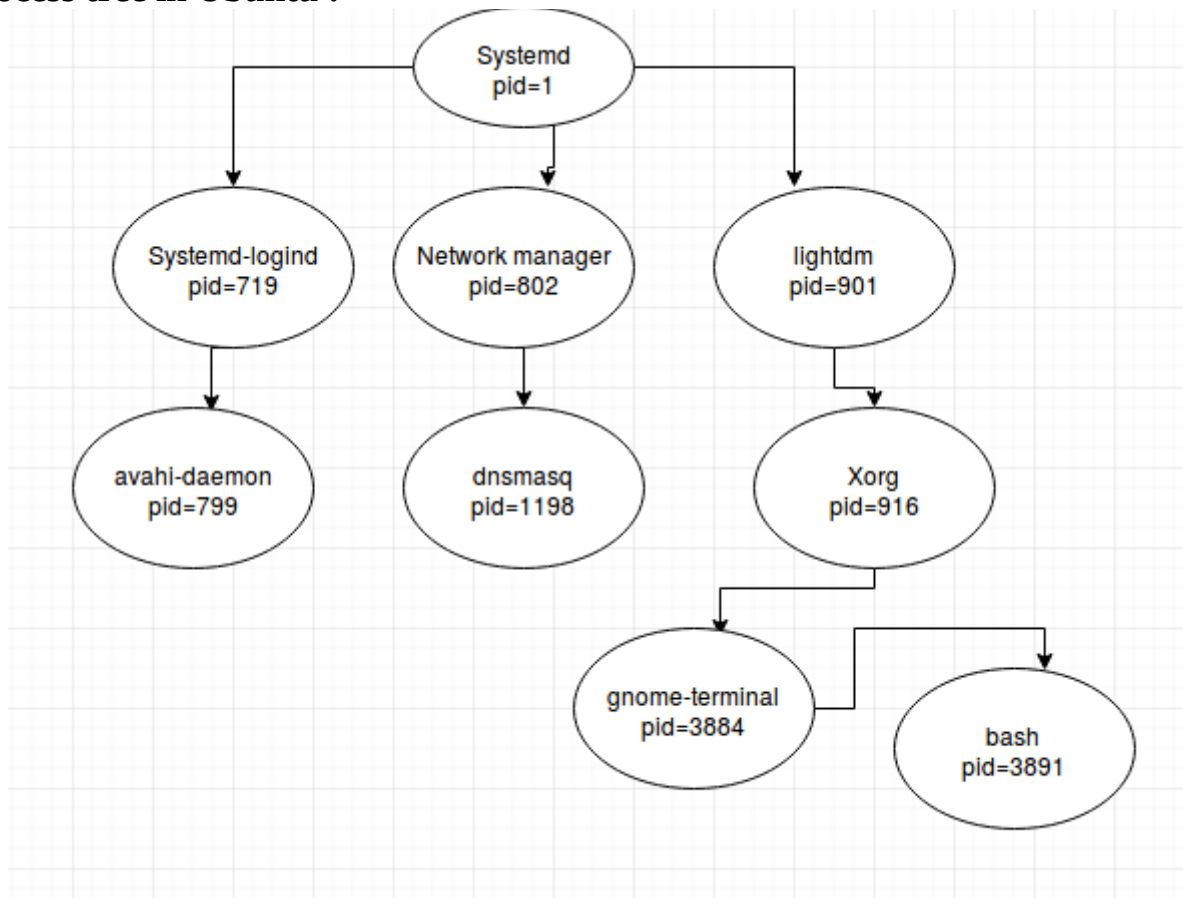 Systemd
pid=1
Systemd-logind
pid=719
Network manager
pid=802
lightdm
pid=901
avahi-daemon
pid=799
dnsmasq
pid=1198
Xorg
pid=916
gnome-terminal
pid=3884
bash
pid=3891